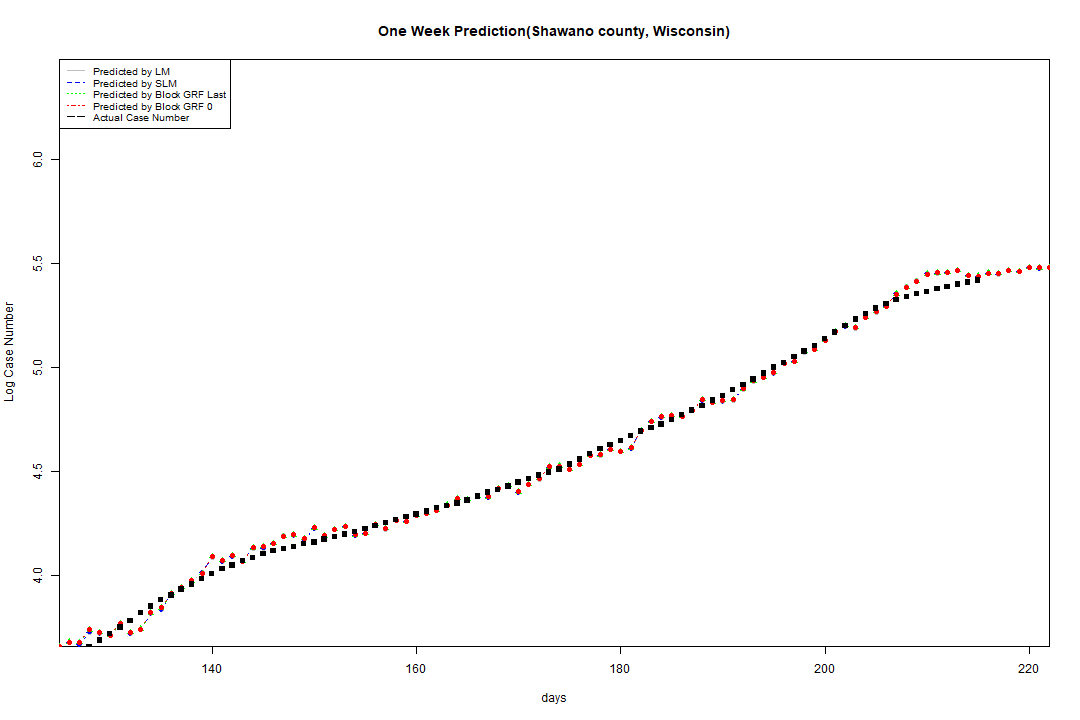 One Week Prediction(Shawano county, Wisconsin)
Predicted by LM
Predicted by SLM
Predicted by Block GRF Last
Predicted by Block GRF 0
Actual Case Number
6.0
5.5
5.0
4.5
4.0
Log Case Number
140 160 180 200 220
days